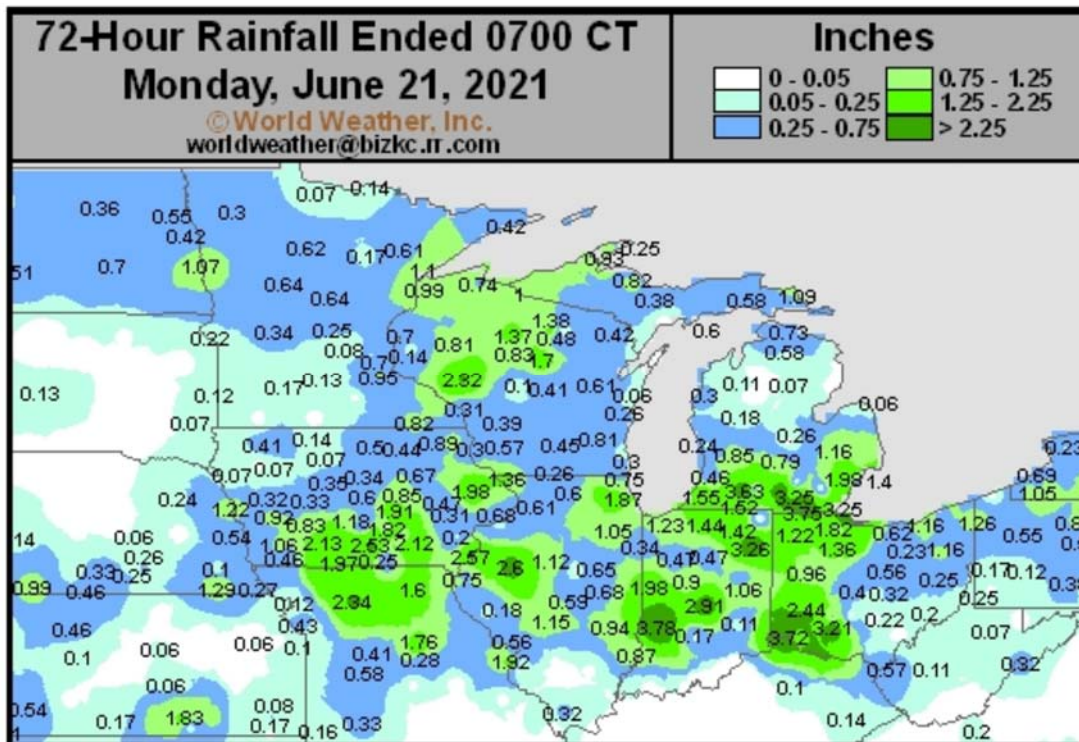 72-Hour Rainfall Ended 0700 CT
Monday, June 21, 2021
© World Weather, Inc.
worldweather@bizkc.rr.com
Inches
0 - 0.05
0.05 - 0.25
0.25 - 0.75
0.75 - 1.25
1.25 - 2.25
> 2.25
0.07 0.14
0.36 0.55 0.3 0.42
0.42 0.62 0.17 0.61 0.93 0.25
51 0.7 1.07 0.64 1.1 0.74 0.82
0.64 0.99 1 0.38 0.58 1.09
0.22 0.34 0.25 0.7 1.38 0.42 0.6 0.73
0.08 0.14 0.81 1.37 0.48 0.58
0.7 0.83 1.7
0.13 0.12 0.17 0.13 0.95 2.32 0.1 0.41 0.61 0.06 0.3 0.11 0.07 0.06
0.07 0.82 0.31 0.39 0.26 0.18
0.41 0.14 0.5 0.44 0.89 0.3 0.57 0.45 0.81 0.24 0.26 1.16 0.23
0.07 0.07 0.07 0.3 0.85 0.79
0.35 0.34 0.67 1.36 0.26 0.75 0.46 1.98 1.4 0.69
0.24 1.22 0.32 0.33 0.6 0.85 0.47 1.98 0.6 1.87 1.55 3.63 3.25 1.05
0.92 0.83 1.18 1.91 0.31 0.68 0.61 1.52 3.75 3.25
14 0.06 0.54 1.82 0.2 1.05 1.23 1.44 1.42 1.22 1.82 0.62 1.16 1.26 0.55
0.26 1.06 2.13 2.53 2.12 0.34 3.26 1.36 0.23 1.16
0.33 0.25 0.1 0.46 1.97 0.25 2.57 2.6 1.12 0.65 0.47 0.47 0.96 0.56 0.25 0.17 0.12
0.99 0.46 1.29 0.27 0.75 0.68 1.98 0.9 1.06 0.4 0.32 0.25 0.38
0.12 2.94 1.6 0.18 0.59 2.91 2.44 0.2
0.46 0.43 1.15 0.94 3.78 0.17 0.11 3.72 3.21 0.22 0.07
0.1 0.06 0.06 0.1 1.76 0.56
0.41 0.28 1.92 0.87 0.57 0.11 0.32
0.06 0.58 0.1
0.54 0.17 1.83 0.08 0.33 0.32 0.14
0.17 0.16 0.2